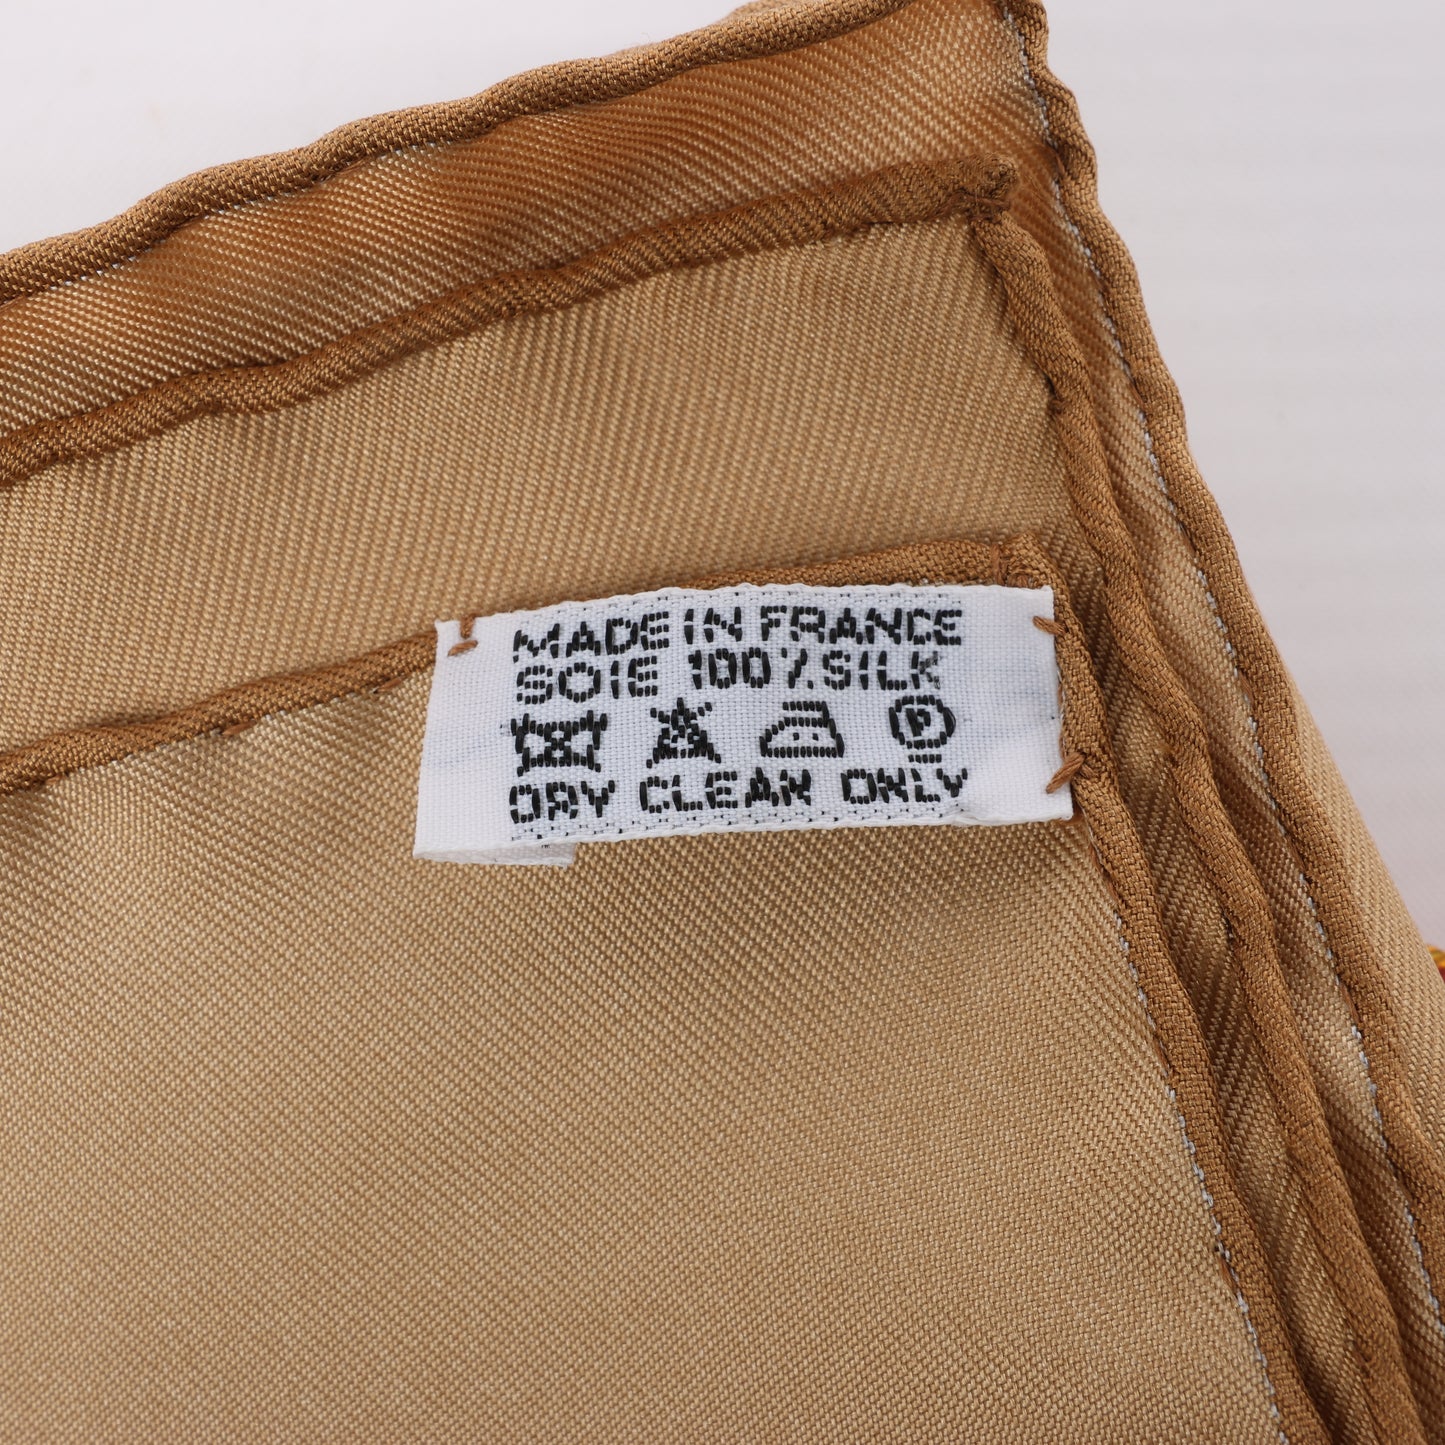 MADE IN FRANCE
SOIE 100% SILK
P
DRY CLEAN ONLY